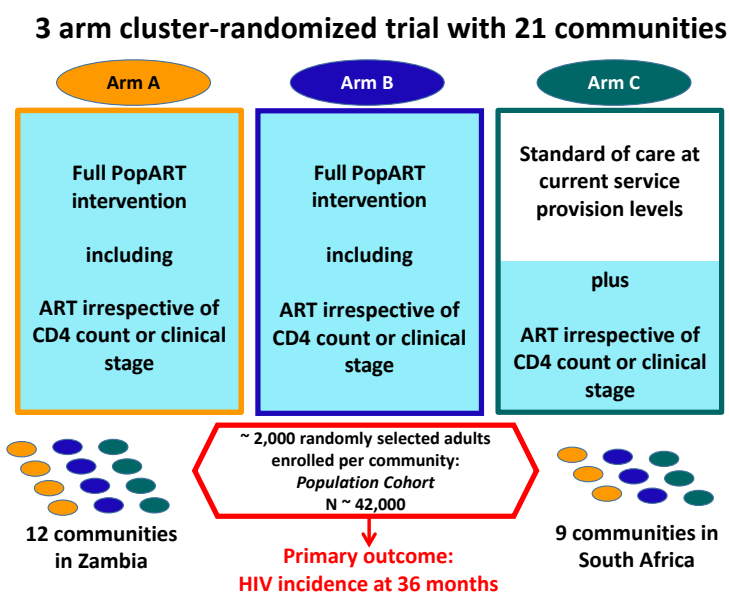 3 arm cluster-randomized trial with 21 communities
Arm A
Arm B
Arm C
Full PopART
intervention
including
ART irrespective of
CD4 count or clinical
stage
Full PopART
intervention
including
ART irrespective of
CD4 count or clinical
stage
Standard of care at
current service
provision levels
plus
ART irrespective of
CD4 count or clinical
stage
12 communities
in Zambia
~ 2,000 randomly selected adults
enrolled per community:
Population Cohort
N ~ 42,000
9 communities in
South Africa
Primary outcome:
HIV incidence at 36 months